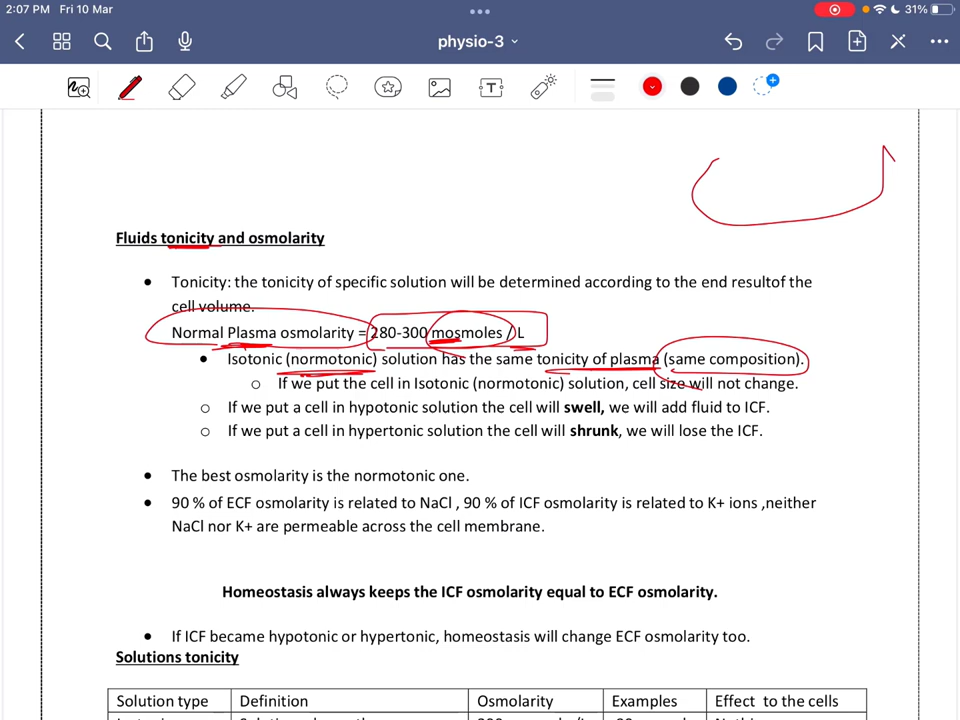 2:07 PM Fri 10 Mar
31%
physio-3
Fluids tonicity and osmolarity
• Tonicity: the tonicity of specific solution will be determined according to the end resultof the
cell volume.
Normal Plasma osmolarity = 280-300 mosmoles / L
• Isotonic (normotonic) solution has the same tonicity of plasma (same composition).
o If we put the cell in Isotonic (normotonic) solution, cell size will not change.
o If we put a cell in hypotonic solution the cell will swell, we will add fluid to ICF.
o If we put a cell in hypertonic solution the cell will shrunk, we will lose the ICF.
• The best osmolarity is the normotonic one.
• 90 % of ECF osmolarity is related to NaCl , 90 % of ICF osmolarity is related to K+ ions ,neither
NaCl nor K+ are permeable across the cell membrane.
Homeostasis always keeps the ICF osmolarity equal to ECF osmolarity.
• If ICF became hypotonic or hypertonic, homeostasis will change ECF osmolarity too.
Solutions tonicity
Solution type Definition Osmolarity Examples Effect to the cells